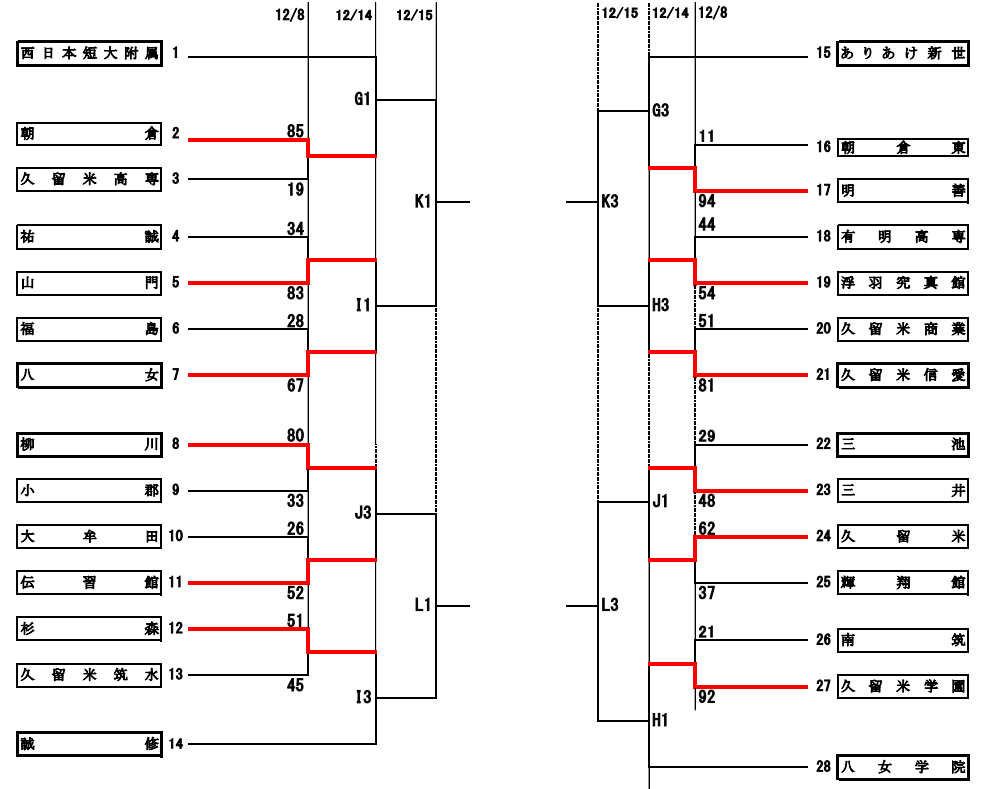 12/8 12/14 12/15
12/15 12/14 12/8
西日本短大附属 1
G1
朝倉 2 85
久留米高専 3 19
K1
祐誠 4 34
山門 5 83
I1
福島 6 28
八女 7 67
柳川 8 80
小郡 9 33
J3
大牟田 10 26
伝習館 11 52
L1
杉森 12 51
久留米筑水 13 45
I3
誠修 14
15 ありあけ新世
G3
11 16 朝倉東
94 17 明善
K3
44 18 有明高専
54 19 浮羽究真館
H3
51 20 久留米商業
81 21 久留米信愛
29 22 三池
48 23 三井
J1
62 24 久留米
37 25 輝翔館
L3
21 26 南筑
92 27 久留米学園
H1
28 八女学院